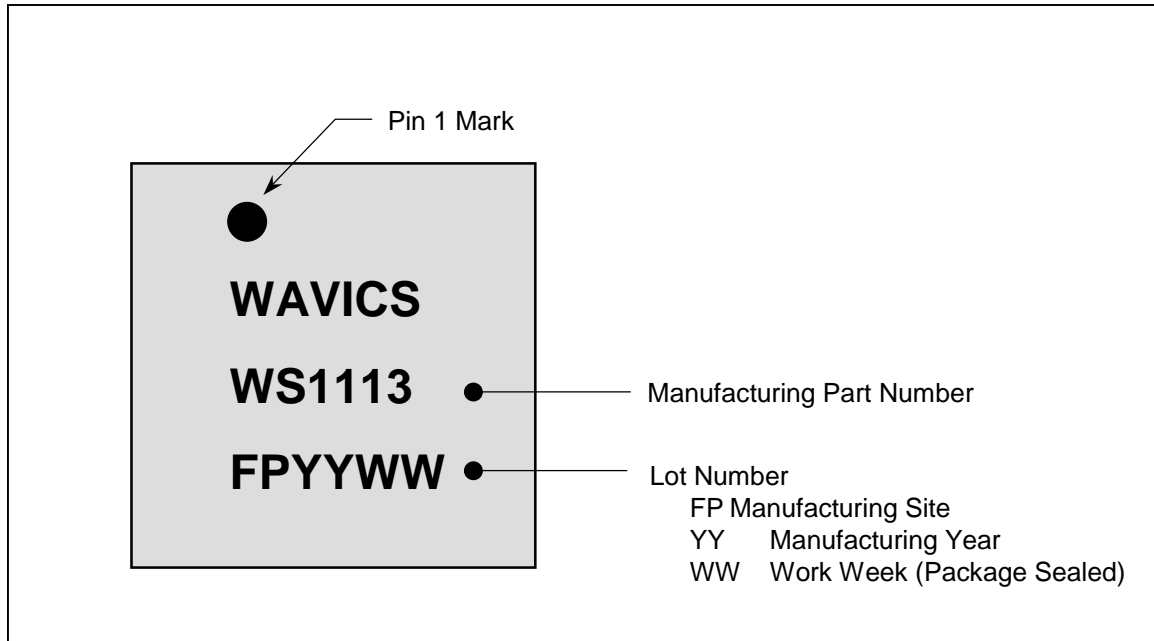 Pin 1 Mark
WAVICS
WS1113
Manufacturing Part Number
FPYYWW
Lot Number
FP Manufacturing Site
YY Manufacturing Year
WW Work Week (Package Sealed)